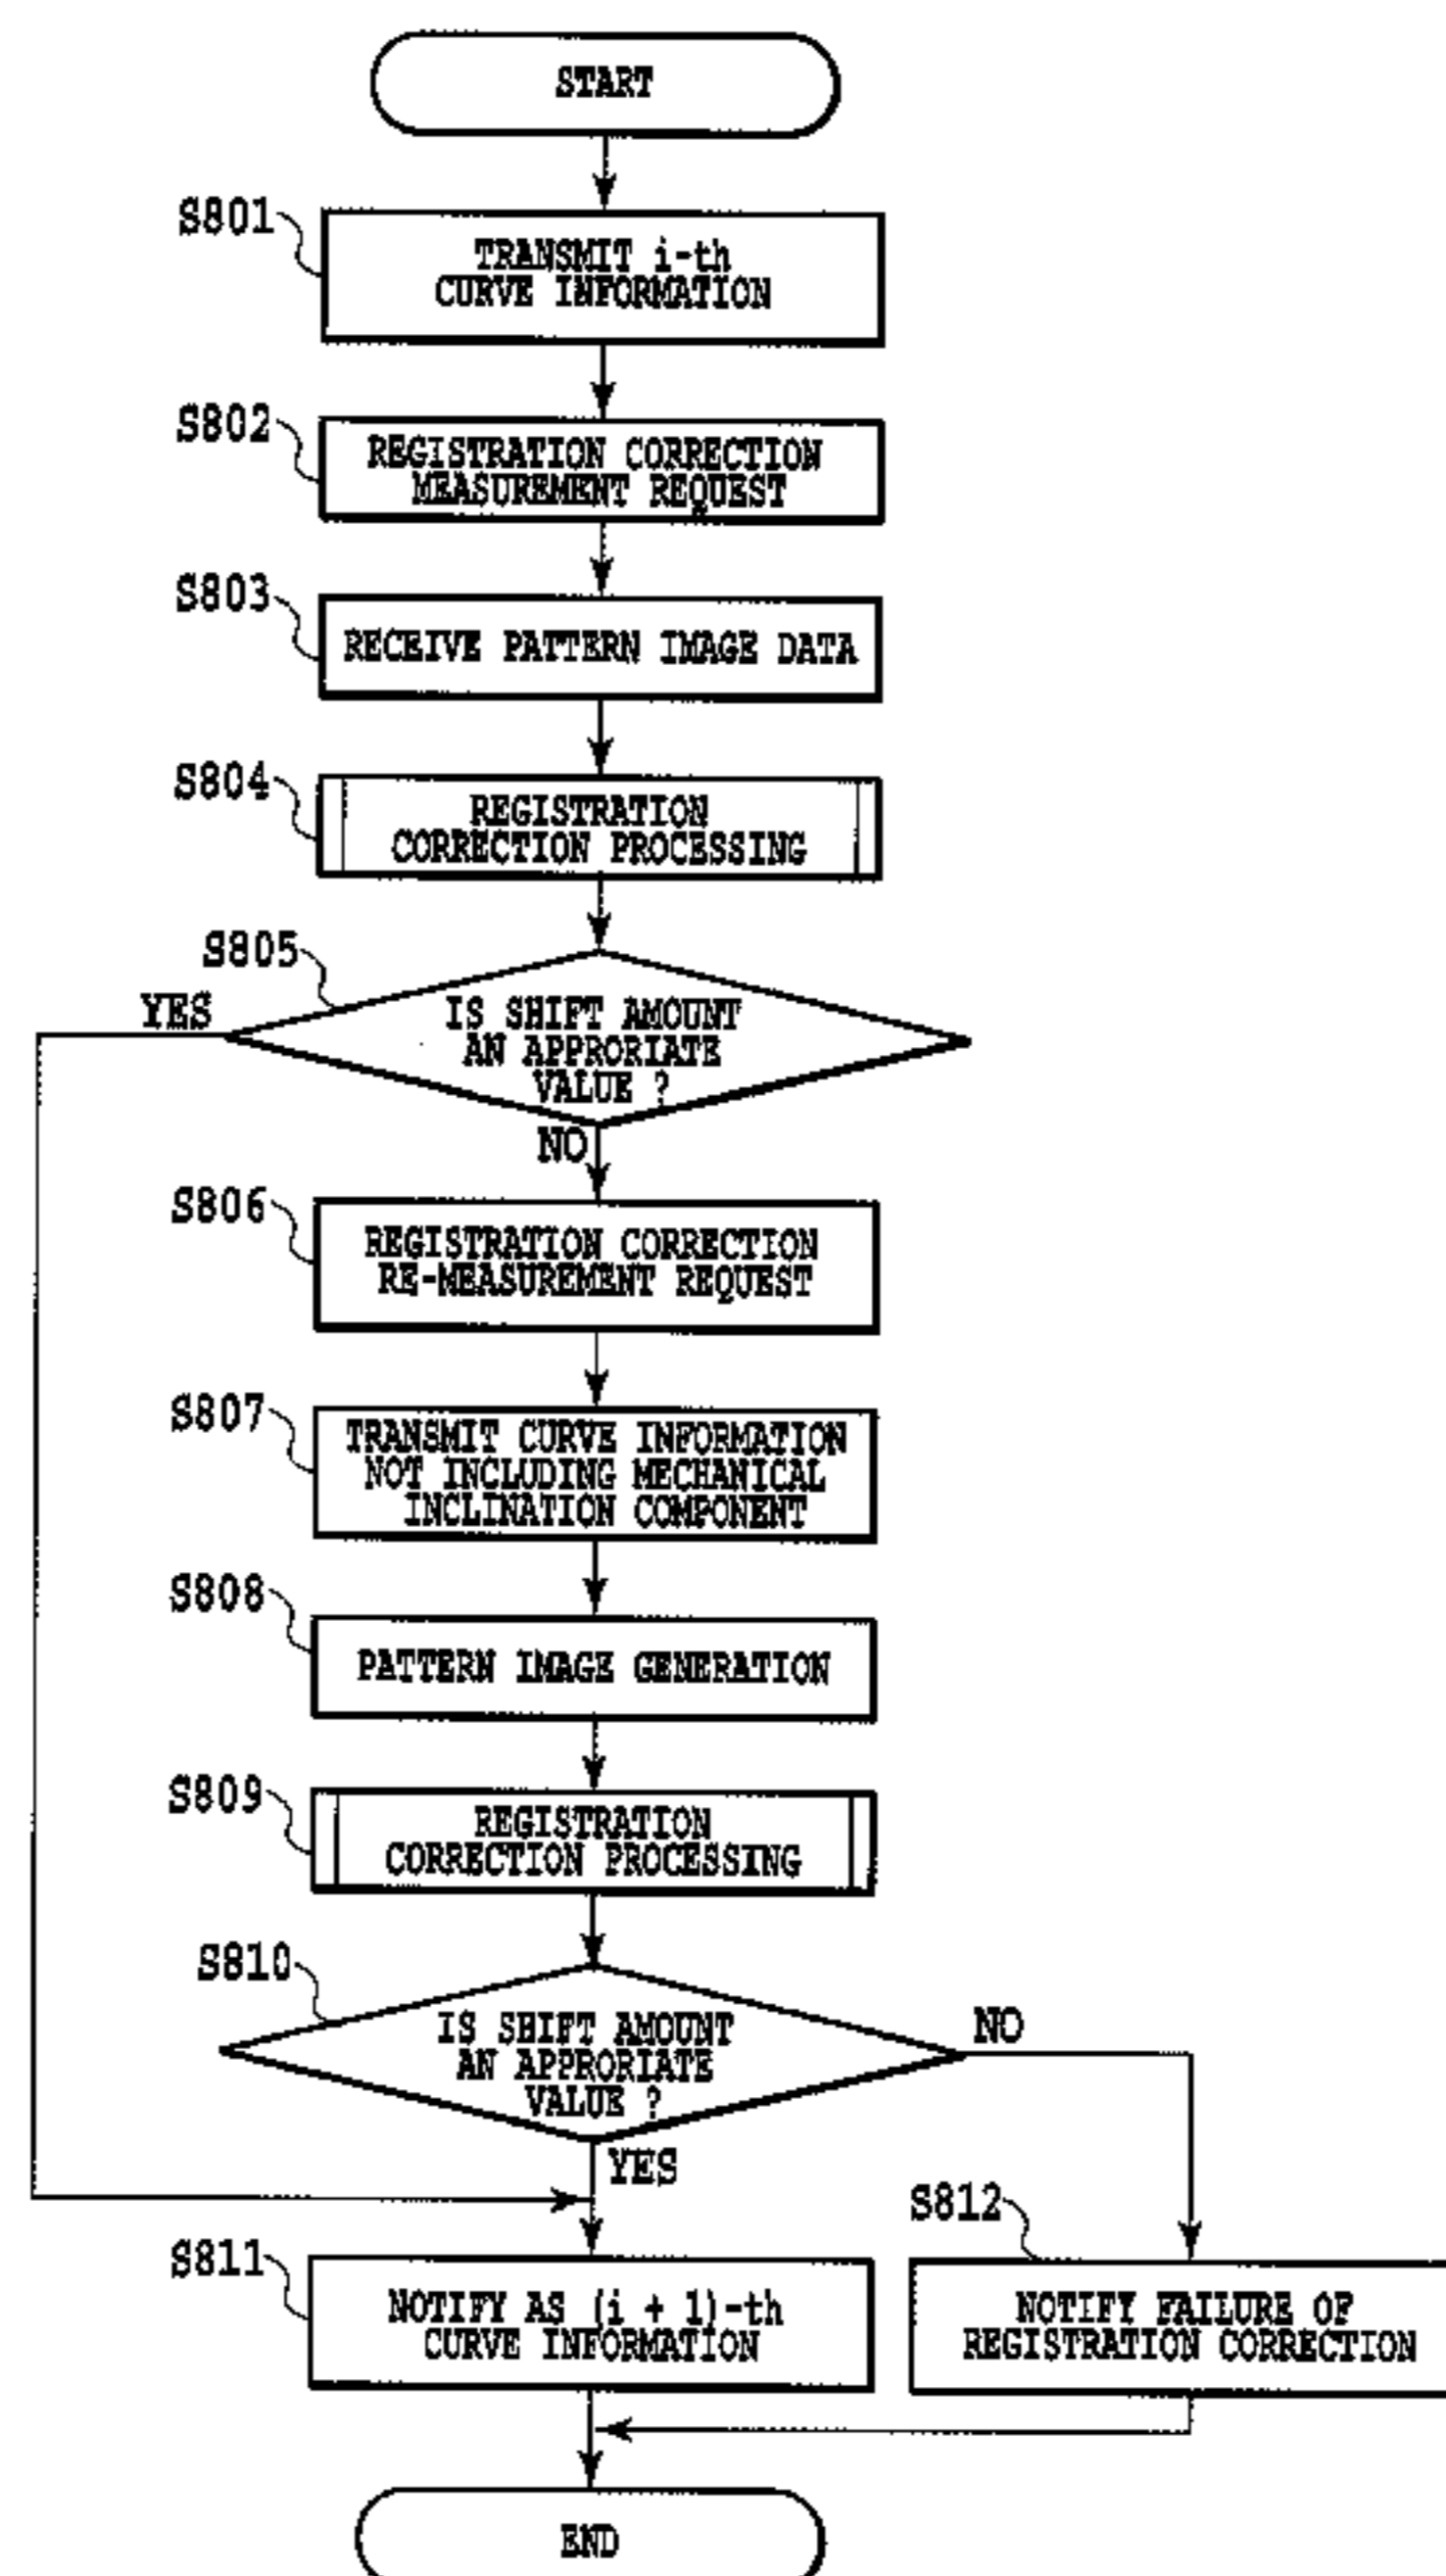 START
S801
TRANSMIT i-th
CURVE INFORMATION
S802
REGISTRATION CORRECTION
MEASUREMENT REQUEST
S803
RECEIVE PATTERN IMAGE DATA
S804
REGISTRATION
CORRECTION PROCESSING
S805
YES
IS SHIFT AMOUNT
AN APPRORIATE
VALUE ?
NO
S806
REGISTRATION CORRECTION
RE-MEASUREMENT REQUEST
S807
TRANSMIT CURVE INFORMATION
NOT INCLUDING MECHANICAL
INCLINATION COMPONENT
S808
PATTERN IMAGE GENERATION
S809
REGISTRATION
CORRECTION PROCESSING
S810
IS SHIFT AMOUNT
AN APPRORIATE
VALUE ?
NO
YES
S811
NOTIFY AS (i + 1)-th
CURVE INFORMATION
S812
NOTIFY FAILURE OF
REGISTRATION CORRECTION
END